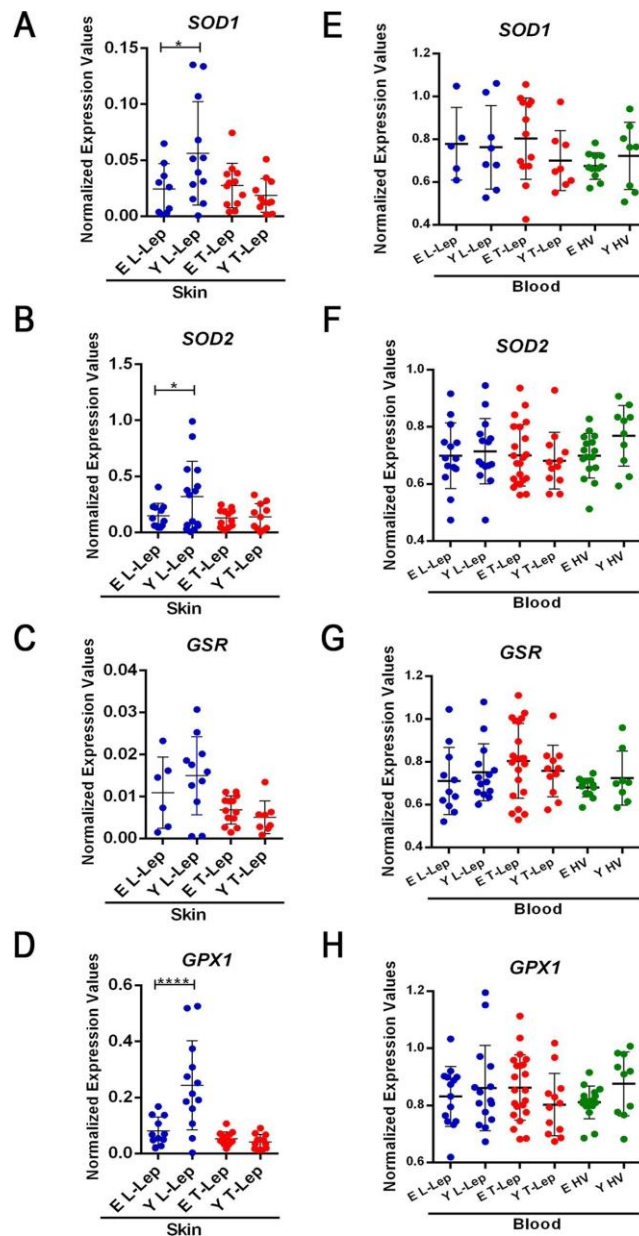 A
SOD1
Normalized Expression Values
0.15
0.10
0.05
0.00
*
E L-Lep
Y L-Lep
E T-Lep
Y T-Lep
Skin
E
SOD1
Normalized Expression Values
1.2
1.0
0.8
0.6
0.4
E L-Lep
Y L-Lep
E T-Lep
Y T-Lep
E HV
Y HV
Blood
B
SOD2
Normalized Expression Values
1.5
1.0
0.5
0.0
*
E L-Lep
Y L-Lep
E T-Lep
Y T-Lep
Skin
F
SOD2
Normalized Expression Values
1.0
0.8
0.6
0.4
E L-Lep
Y L-Lep
E T-Lep
Y T-Lep
E HV
Y HV
Blood
C
GSR
Normalized Expression Values
0.04
0.03
0.02
0.01
0.00
E L-Lep
Y L-Lep
E T-Lep
Y T-Lep
Skin
G
GSR
Normalized Expression Values
1.2
1.0
0.8
0.6
0.4
E L-Lep
Y L-Lep
E T-Lep
Y T-Lep
E HV
Y HV
Blood
D
GPX1
Normalized Expression Values
0.6
0.4
0.2
0.0
****
E L-Lep
Y L-Lep
E T-Lep
Y T-Lep
Skin
H
GPX1
Normalized Expression Values
1.2
1.0
0.8
0.6
E L-Lep
Y L-Lep
E T-Lep
Y T-Lep
E HV
Y HV
Blood